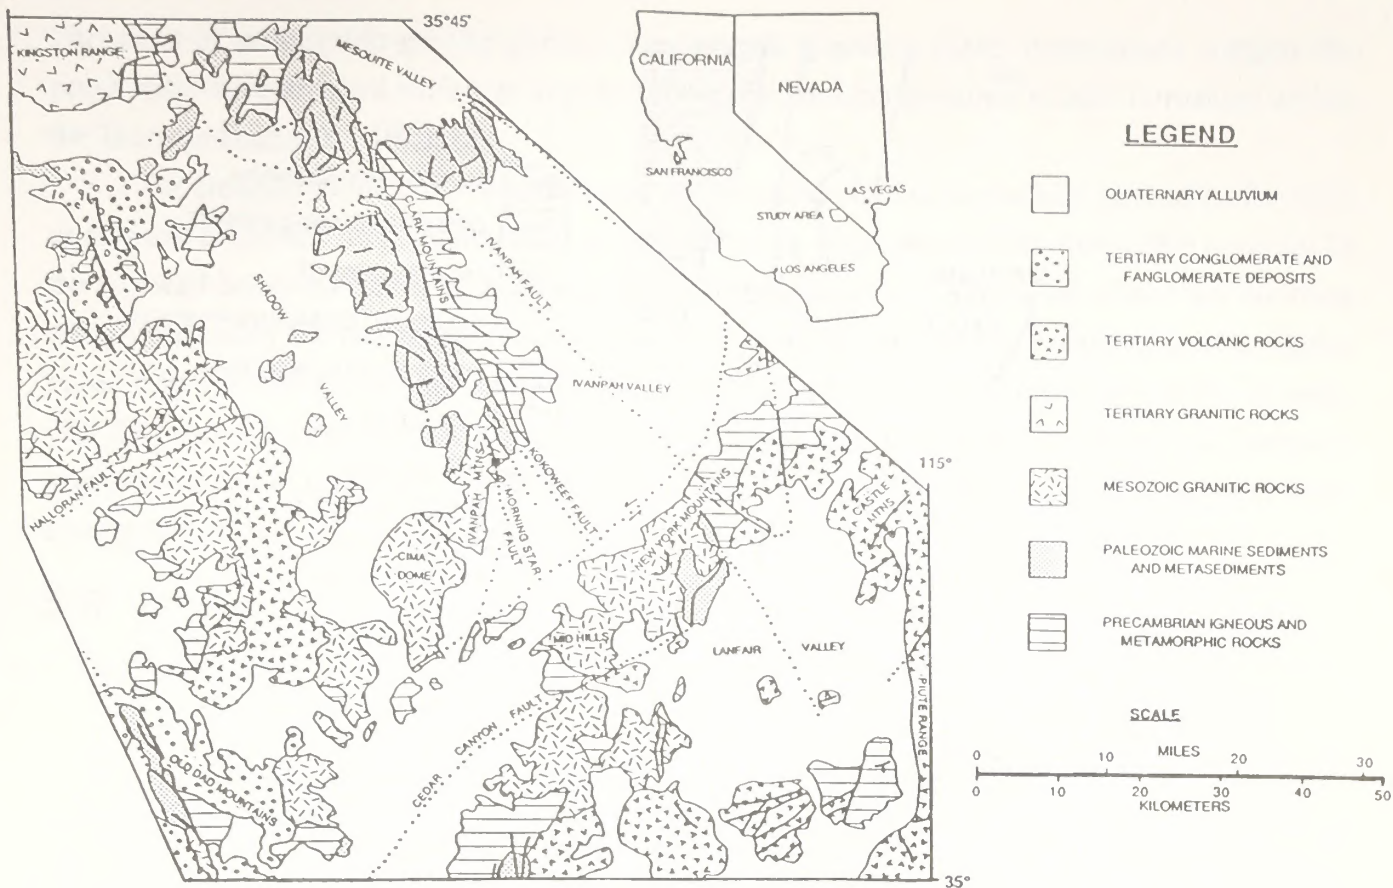 35°45'
KINGSTON RANGE
MESQUITE VALLEY
CLARK MOUNTAINS
IVANPAH FAULT
SHADOW
VALLEY
IVANPAH VALLEY
HALLORAN FAULT
IVANPAH MTNS
KOKOWEEF FAULT
MORNING STAR
FAULT
CIMA
DOME
NEW YORK MOUNTAINS
CASTLE
MTNS
115°
MID HILLS
LANFAIR VALLEY
PIUTE RANGE
CEDAR CANYON FAULT
OLD DAD MOUNTAINS
35°
CALIFORNIA
NEVADA
SAN FRANCISCO
LAS VEGAS
STUDY AREA
LOS ANGELES
LEGEND
QUATERNARY ALLUVIUM
TERTIARY CONGLOMERATE AND
FANGLOMERATE DEPOSITS
TERTIARY VOLCANIC ROCKS
TERTIARY GRANITIC ROCKS
MESOZOIC GRANITIC ROCKS
PALEOZOIC MARINE SEDIMENTS
AND METASEDIMENTS
PRECAMBRIAN IGNEOUS AND
METAMORPHIC ROCKS
SCALE
0 10 MILES 20 30
0 10 20 30 40 50
KILOMETERS